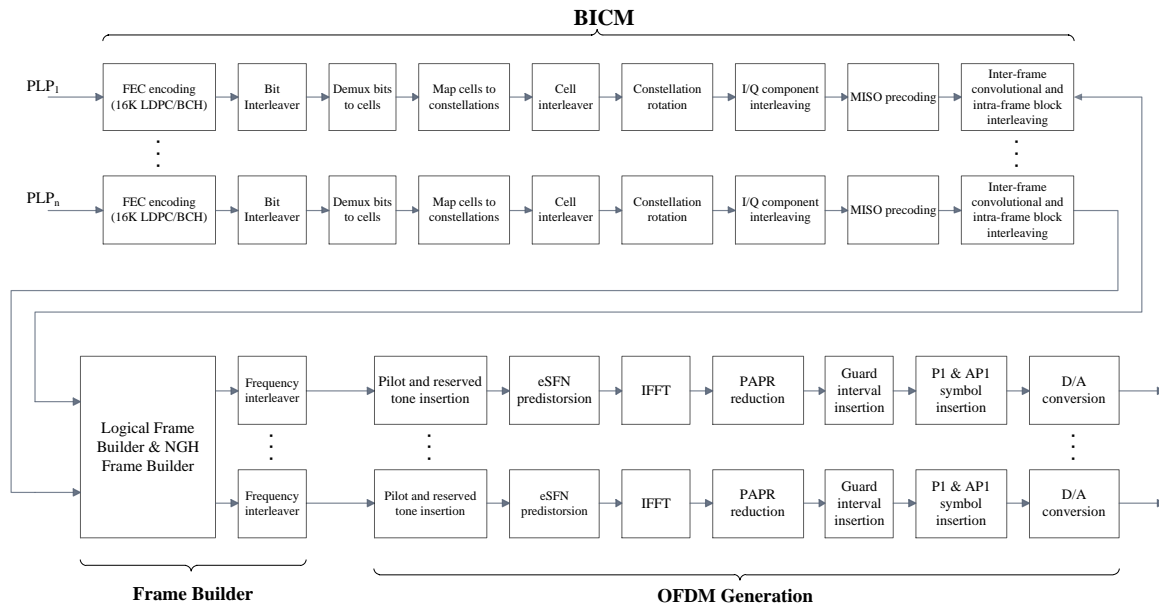 BICM
PLP1
FEC encoding
(16K LDPC/BCH)
Bit
Interleaver
Demux bits
to cells
Map cells to
constellations
Cell
interleaver
Constellation
rotation
I/Q component
interleaving
MISO precoding
Inter-frame
convolutional and
intra-frame block
interleaving
PLPn
FEC encoding
(16K LDPC/BCH)
Bit
Interleaver
Demux bits
to cells
Map cells to
constellations
Cell
interleaver
Constellation
rotation
I/Q component
interleaving
MISO precoding
Inter-frame
convolutional and
intra-frame block
interleaving
Logical Frame
Builder & NGH
Frame Builder
Frequency
interleaver
Pilot and reserved
tone insertion
eSFN
predistorsion
IFFT
PAPR
reduction
Guard
interval
insertion
P1 & AP1
symbol
insertion
D/A
conversion
Frequency
interleaver
Pilot and reserved
tone insertion
eSFN
predistorsion
IFFT
PAPR
reduction
Guard
interval
insertion
P1 & AP1
symbol
insertion
D/A
conversion
Frame Builder
OFDM Generation